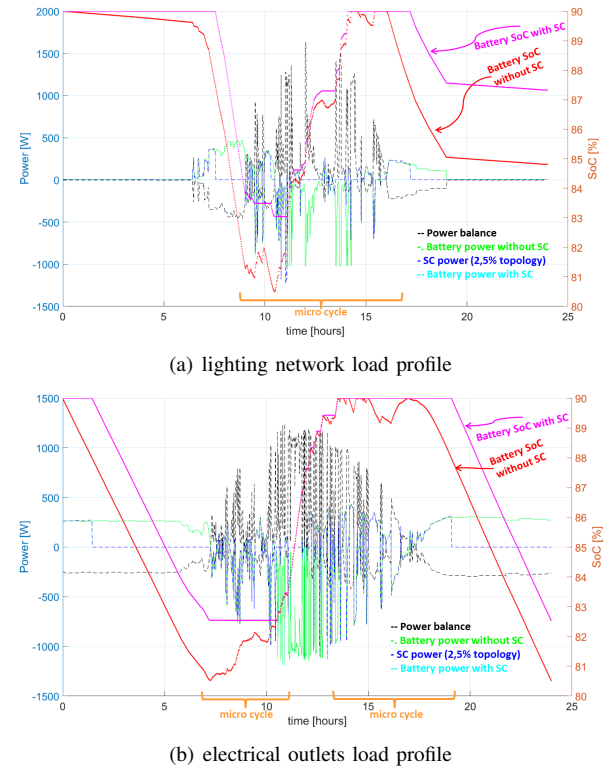 2000
1500
1000
500
0
-500
-1000
-1500
Power [W]
90
89
88
87
86
85
84
83
82
81
80
SoC [%]
Battery SoC with SC
Battery SoC
without SC
-- Power balance
-. Battery power without SC
- SC power (2,5% topology)
-- Battery power with SC
0 5 10 15 20 25
micro cycle
time [hours]
(a) lighting network load profile
1500
1000
500
0
-500
-1000
-1500
Power [W]
90
89
88
87
86
85
84
83
82
81
80
SoC [%]
Battery SoC with SC
Battery SoC
without SC
-- Power balance
-. Battery power without SC
- SC power (2,5% topology)
-- Battery power with SC
0 5 10 15 20 25
micro cycle micro cycle
time [hours]
(b) electrical outlets load profile